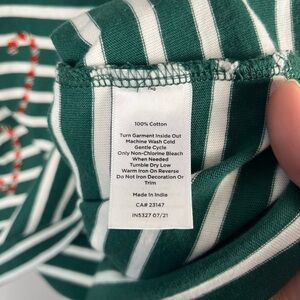 100% Cotton
Turn Garment Inside Out
Machine Wash Cold
Gentle Cycle
Only Non-Chlorine Bleach
When Needed
Tumble Dry Low
Warm Iron On Reverse
Do Not Iron Decoration Or
Trim
Made In India
CA# 23147
IN5327 07/21